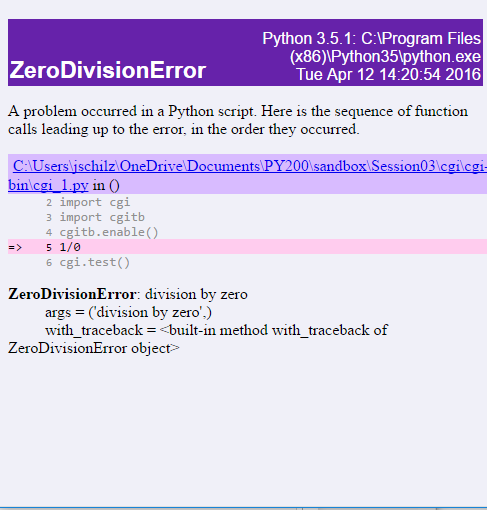 Python 3.5.1: C:\Program Files
(x86)\Python35\python.exe
ZeroDivisionError
Tue Apr 12 14:20:54 2016
A problem occurred in a Python script. Here is the sequence of function
calls leading up to the error, in the order they occurred.
C:\Users\jschilz\OneDrive\Documents\PY200\sandbox\Session03\cgi\cgi-
bin\cgi_1.py in ()
2 import cgi
3 import cgitb
4 cgitb.enable()
=> 5 1/0
6 cgi.test()
ZeroDivisionError: division by zero
args = ('division by zero',)
with_traceback = <built-in method with_traceback of
ZeroDivisionError object>